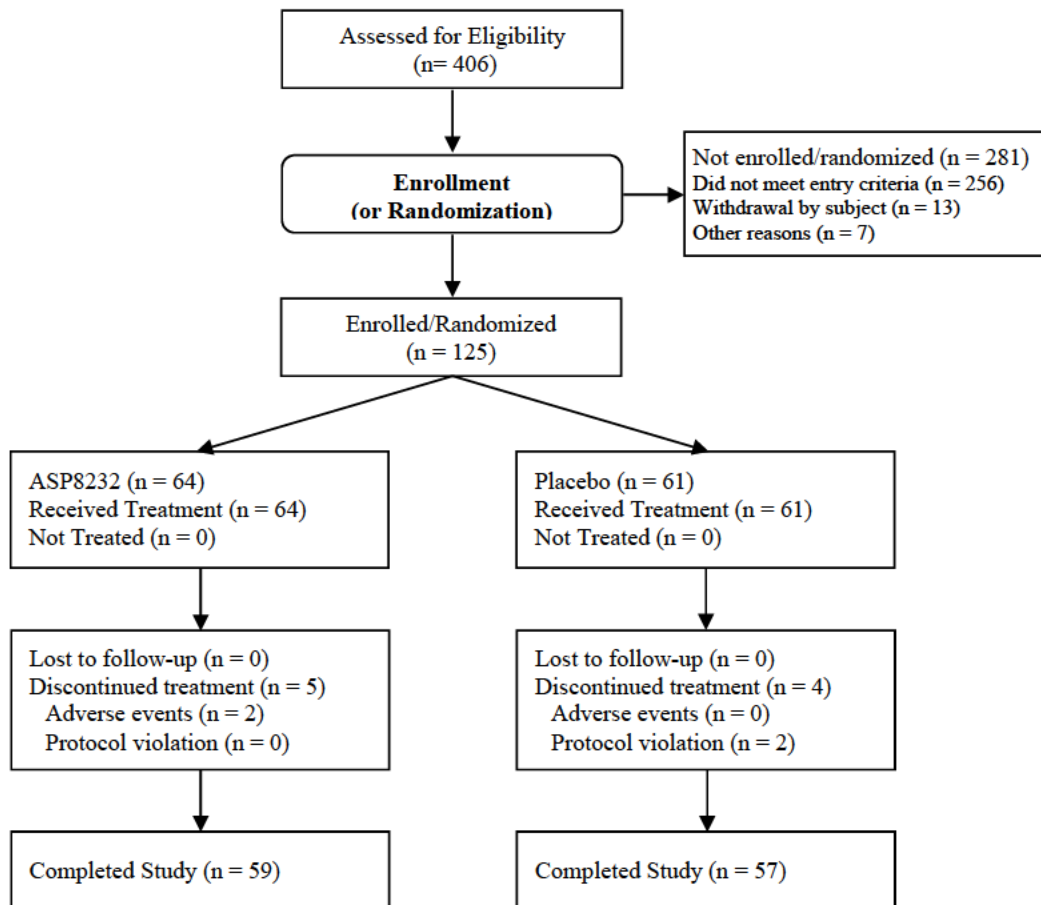 Assessed for Eligibility
(n= 406)
Enrollment
(or Randomization)
Not enrolled/randomized (n = 281)
Did not meet entry criteria (n = 256)
Withdrawal by subject (n = 13)
Other reasons (n = 7)
Enrolled/Randomized
(n = 125)
ASP8232 (n = 64)
Received Treatment (n = 64)
Not Treated (n = 0)
Placebo (n = 61)
Received Treatment (n = 61)
Not Treated (n = 0)
Lost to follow-up (n = 0)
Discontinued treatment (n = 5)
Adverse events (n = 2)
Protocol violation (n = 0)
Lost to follow-up (n = 0)
Discontinued treatment (n = 4)
Adverse events (n = 0)
Protocol violation (n = 2)
Completed Study (n = 59)
Completed Study (n = 57)